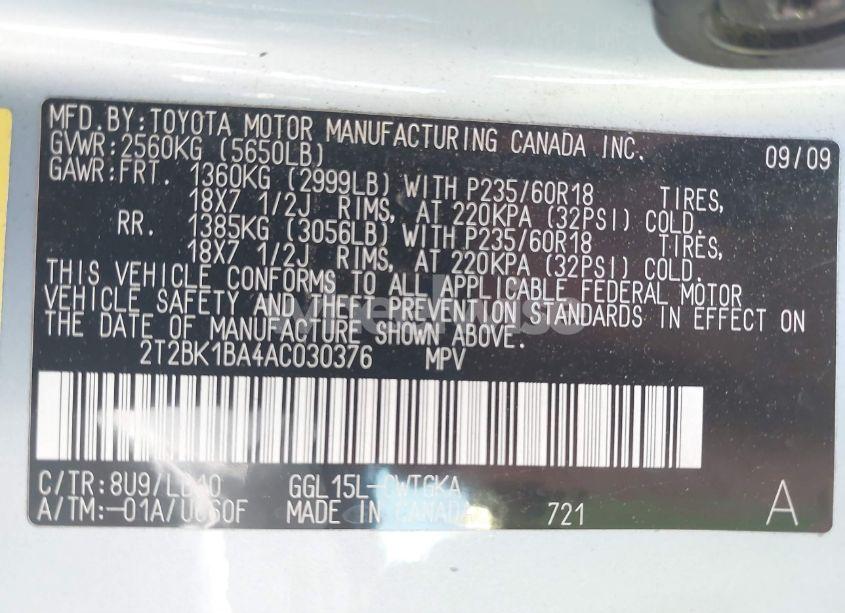 MFD.BY:TOYOTA MOTOR MANUFACTURING CANADA INC. 09/09
GVWR:2560KG (5650LB)
GAWR:FRT. 1360KG (2999LB) WITH P235/60R18 TIRES,
18X7 1/2J RIMS, AT 220KPA (32PSI) COLD.
RR. 1385KG (3056LB) WITH P235/60R18 TIRES,
18X7 1/2J RIMS, AT 220KPA (32PSI) COLD.
THIS VEHICLE CONFORMS TO ALL APPLICABLE FEDERAL MOTOR
VEHICLE SAFETY AND THEFT PREVENTION STANDARDS IN EFFECT ON
THE DATE OF MANUFACTURE SHOWN ABOVE.
2T2BK1BA4AC030376 MPV
C/TR:8U9/LB40 GGL15L-CWTGKA
A/TM:-01A/U660F MADE IN CANADA 721 A